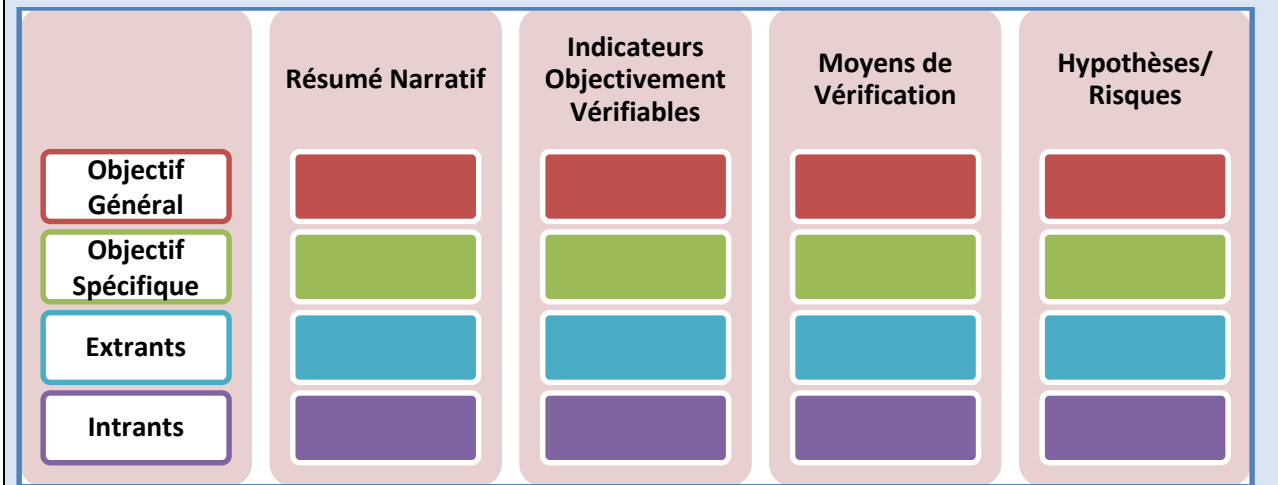 Résumé Narratif
Indicateurs
Objectivement
Vérifiables
Moyens de
Vérification
Hypothèses/
Risques
Objectif
Général
Objectif
Spécifique
Extrants
Intrants